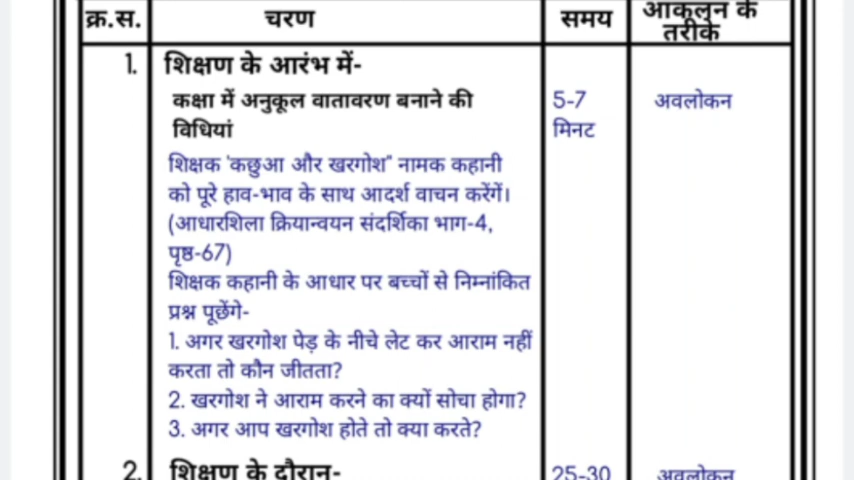 क्र.स. चरण समय आकलन के
तरीके
1. शिक्षण के आरंभ में-
कक्षा में अनुकूल वातावरण बनाने की 5-7 अवलोकन
विधियां मिनट
शिक्षक 'कछुआ और खरगोश" नामक कहानी
को पूरे हाव-भाव के साथ आदर्श वाचन करेंगें।
(आधारशिला क्रियान्वयन संदर्शिका भाग-4,
पृष्ठ-67)
शिक्षक कहानी के आधार पर बच्चों से निम्नांकित
प्रश्न पूछेंगे-
1. अगर खरगोश पेड़ के नीचे लेट कर आराम नहीं
करता तो कौन जीतता?
2. खरगोश ने आराम करने का क्यों सोचा होगा?
3. अगर आप खरगोश होते तो क्या करते?
2. शिक्षण के दौरान- 25-30 अवलोकन